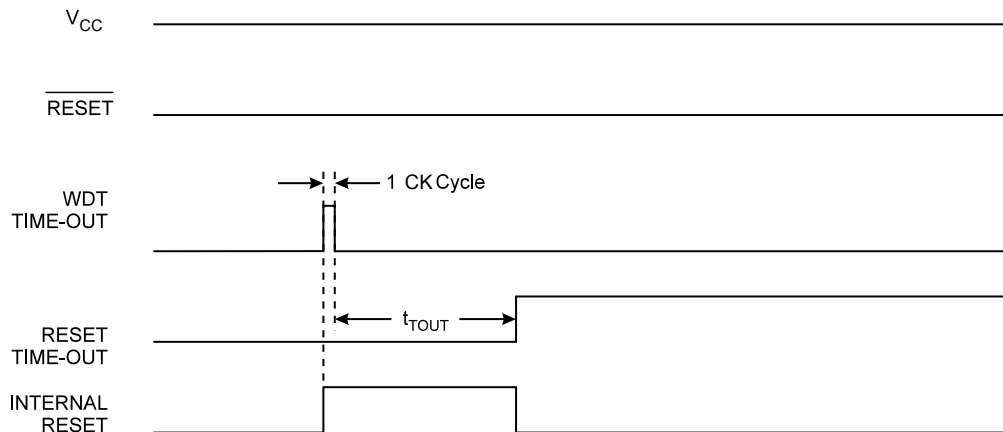 VCC
RESET
1 CK Cycle
WDT
TIME-OUT
tTOUT
RESET
TIME-OUT
INTERNAL
RESET